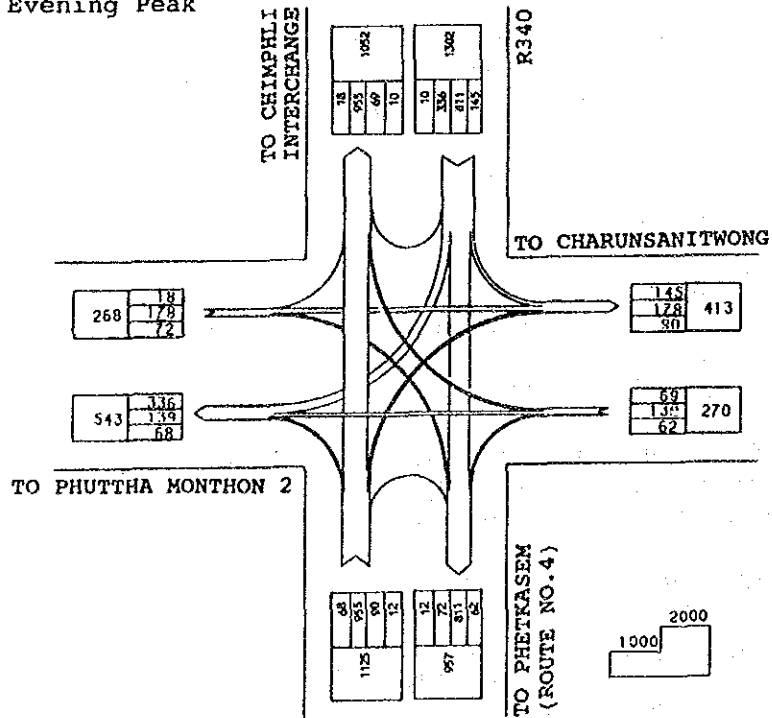 Evening Peak
TO CHIMPHLI
INTERCHANGE
1052
18 955 69 10
1302
10 336 811 145
R340
TO CHARUNSANITWONG
268
18
178
72
145
178
90
413
543
336
139
68
69
139
62
270
TO PHUTTHA MONTHON 2
68 955 90 12
1125
12 72 811 62
957
TO PHETKASEM
(ROUTE NO.4)
1000
2000